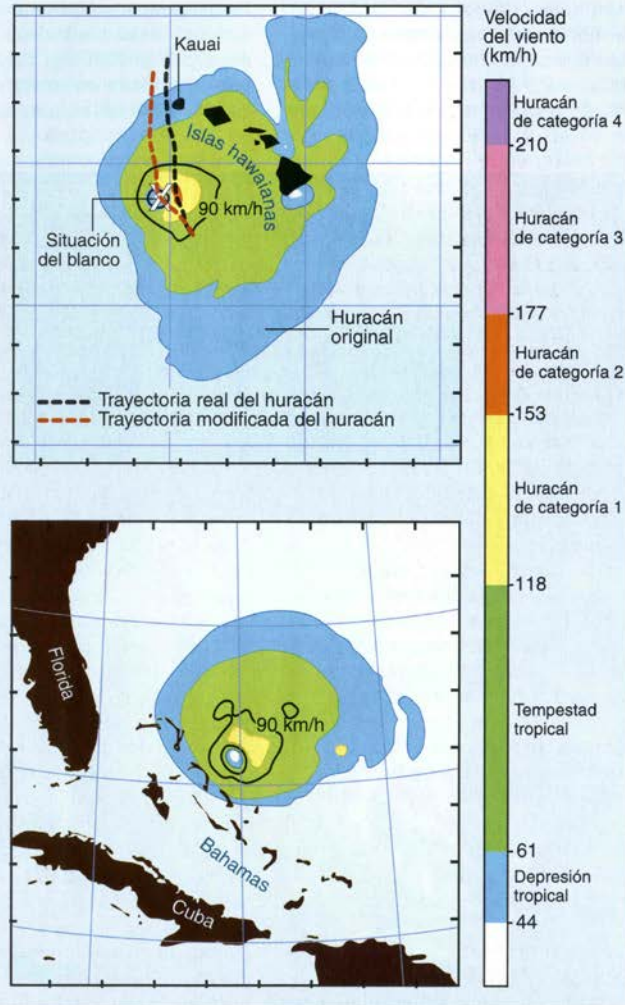 Kauai
Islas hawaianas
90 km/h
Situación
del blanco
Huracán
original
Trayectoria real del huracán
Trayectoria modificada del huracán
Florida
90 km/h
Bahamas
Cuba
Velocidad
del viento
(km/h)
Huracán
de categoría 4
210
Huracán
de categoría 3
177
Huracán
de categoría 2
153
Huracán
de categoría 1
118
Tempestad
tropical
61
Depresión
tropical
44